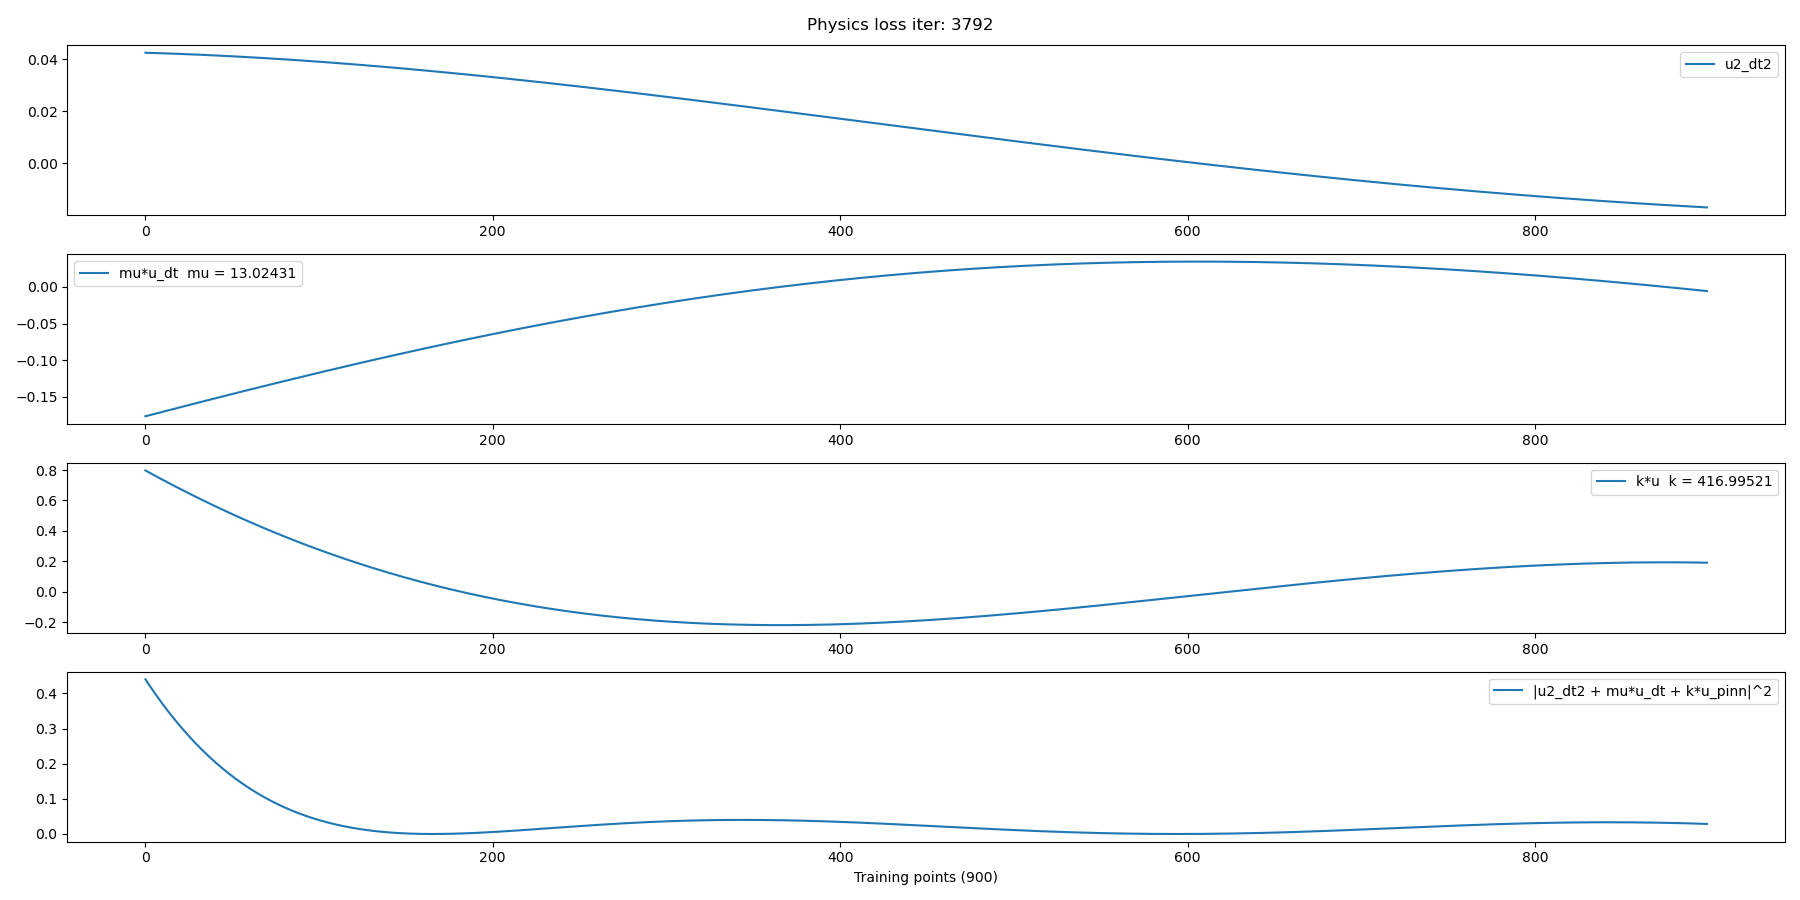 Physics loss iter: 3792
0.04
0.02
0.00
u2_dt2
0 200 400 600 800
0.00
−0.05
−0.10
−0.15
mu*u_dt  mu = 13.02431
0 200 400 600 800
0.8
0.6
0.4
0.2
0.0
−0.2
k*u  k = 416.99521
0 200 400 600 800
0.4
0.3
0.2
0.1
0.0
|u2_dt2 + mu*u_dt + k*u_pinn|^2
0 200 400 600 800
Training points (900)